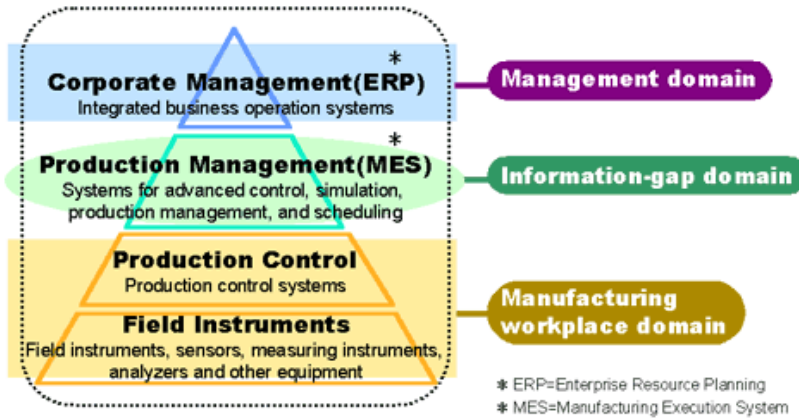 *
Corporate Management(ERP)
Integrated business operation systems
Management domain
*
Production Management(MES)
Systems for advanced control, simulation,
production management, and scheduling
Information-gap domain
Production Control
Production control systems
Field Instruments
Field instruments, sensors, measuring instruments,
analyzers and other equipment
Manufacturing
workplace domain
* ERP=Enterprise Resource Planning
* MES=Manufacturing Execution System